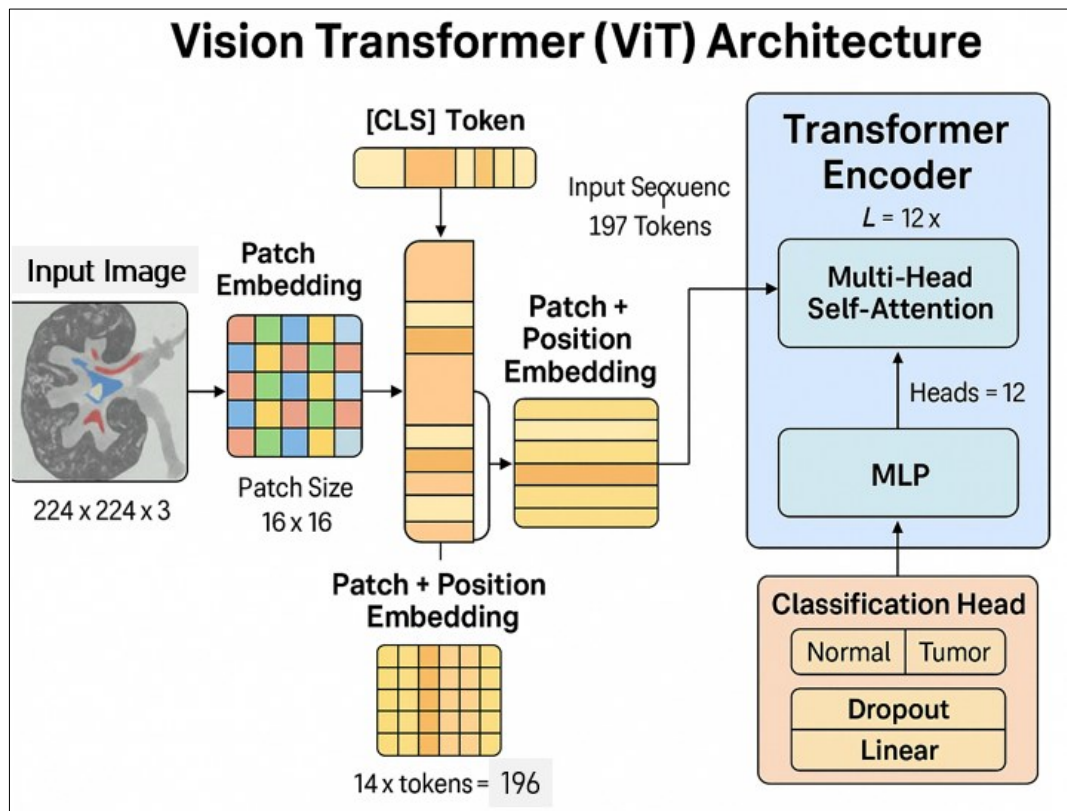 Vision Transformer (ViT) Architecture
[CLS] Token
Input Sequenc
197 Tokens
Transformer
Encoder
L = 12 x
Multi-Head
Self-Attention
Heads = 12
MLP
Input Image
224 x 224 x 3
Patch
Embedding
Patch Size
16 x 16
Patch +
Position
Embedding
Patch + Position
Embedding
14 x tokens = 196
Classification Head
Normal
Tumor
Dropout
Linear